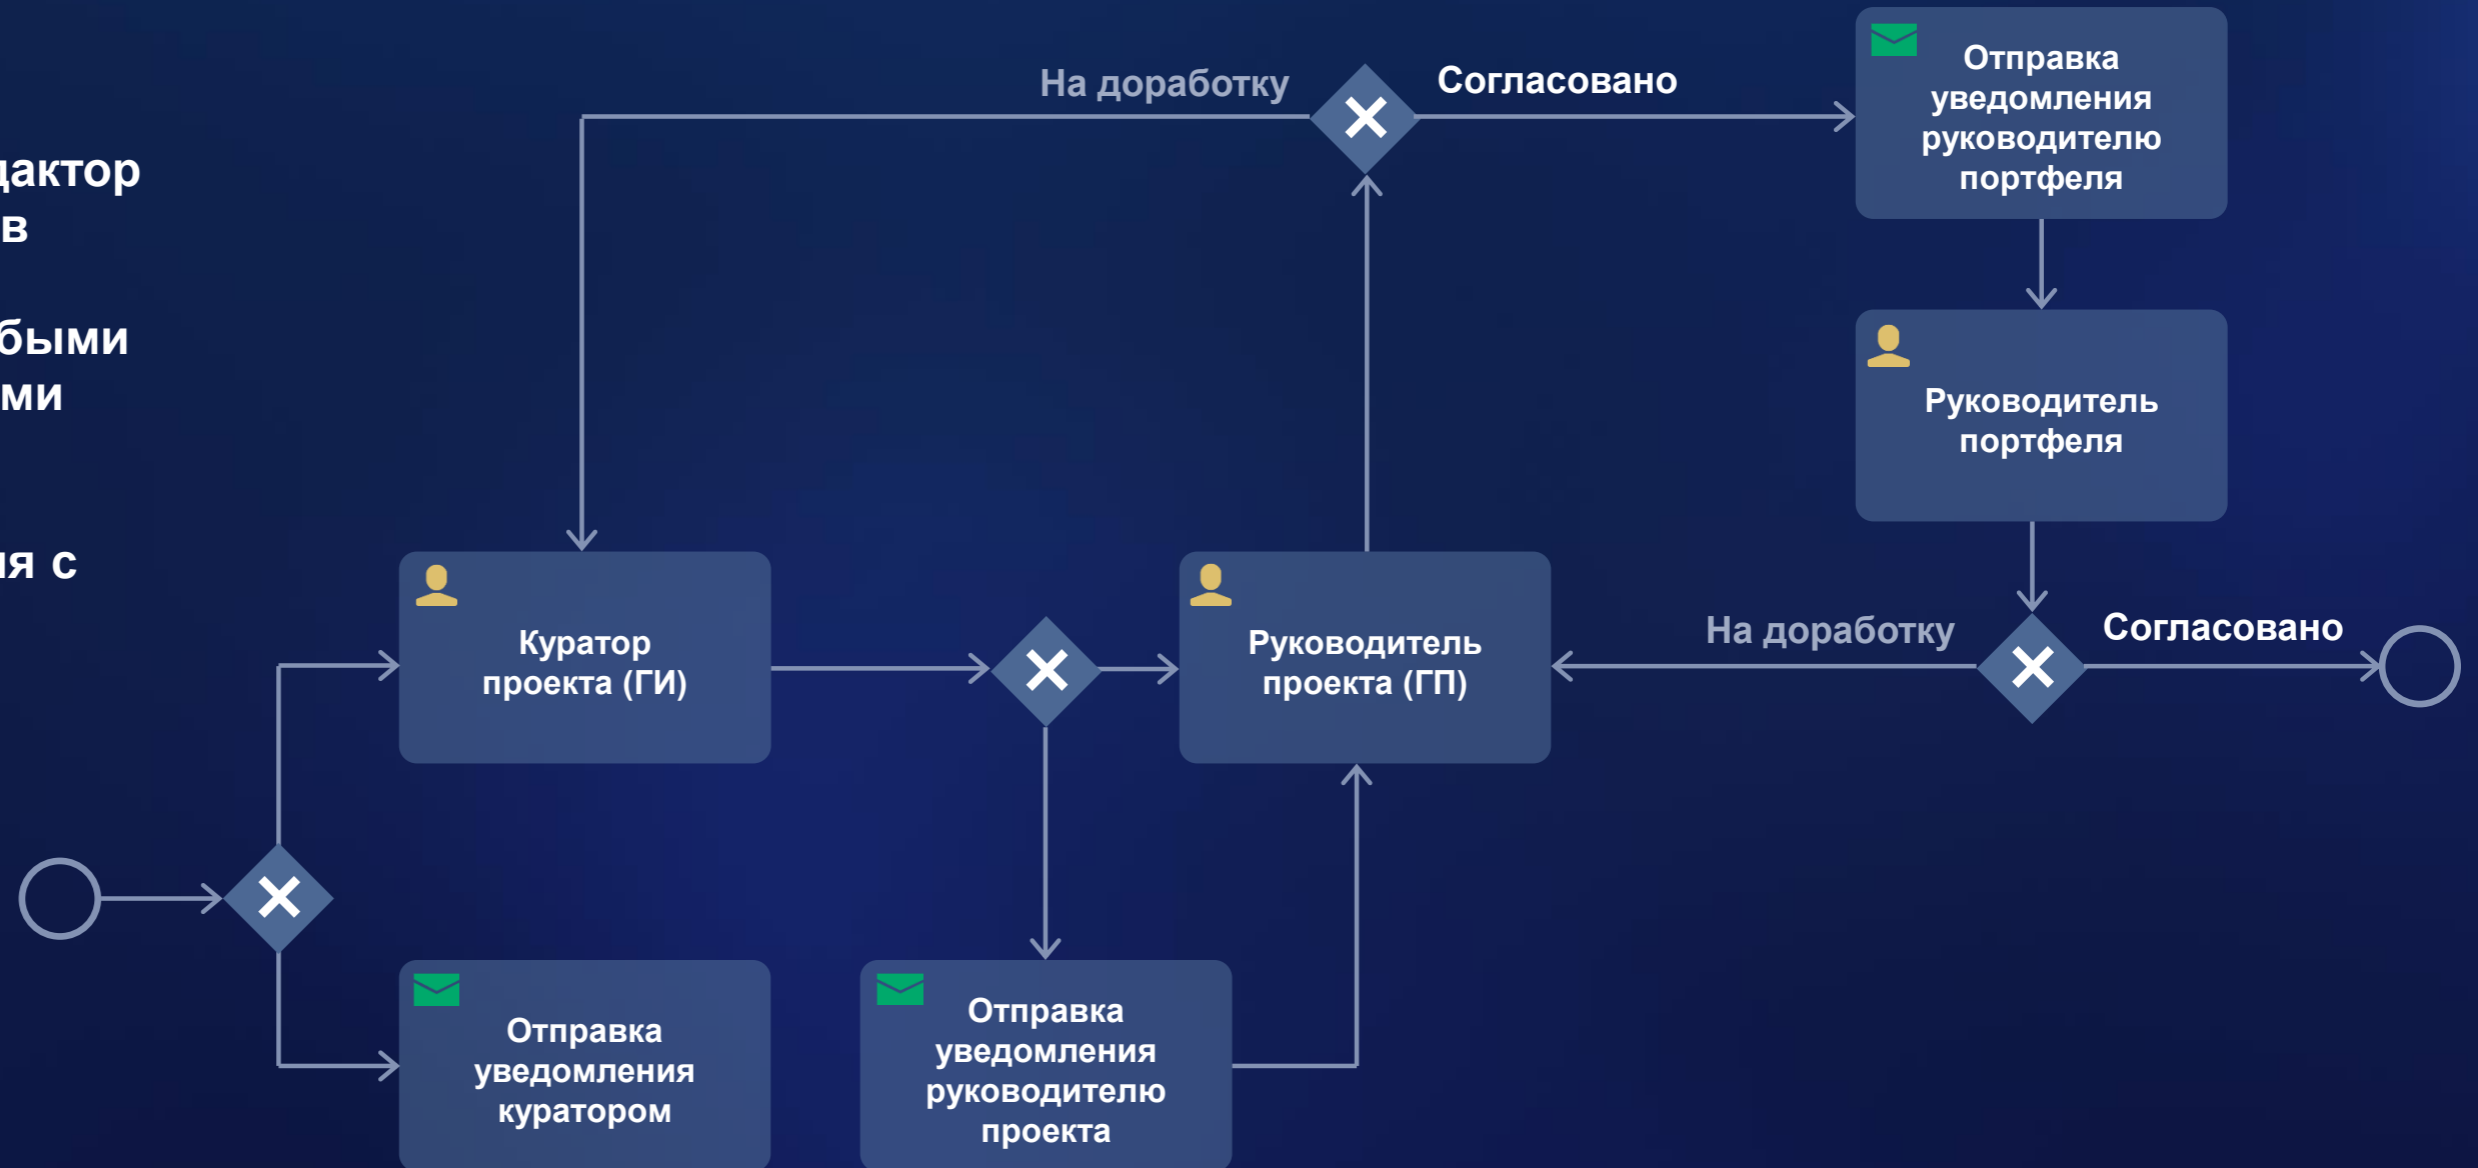 дактор
в
быми
ми
ия с
На доработку
Согласовано
Отправка
уведомления
руководителю
портфеля
Руководитель
портфеля
Куратор
проекта (ГИ)
Руководитель
проекта (ГП)
На доработку
Согласовано
Отправка
уведомления
куратором
Отправка
уведомления
руководителю
проекта